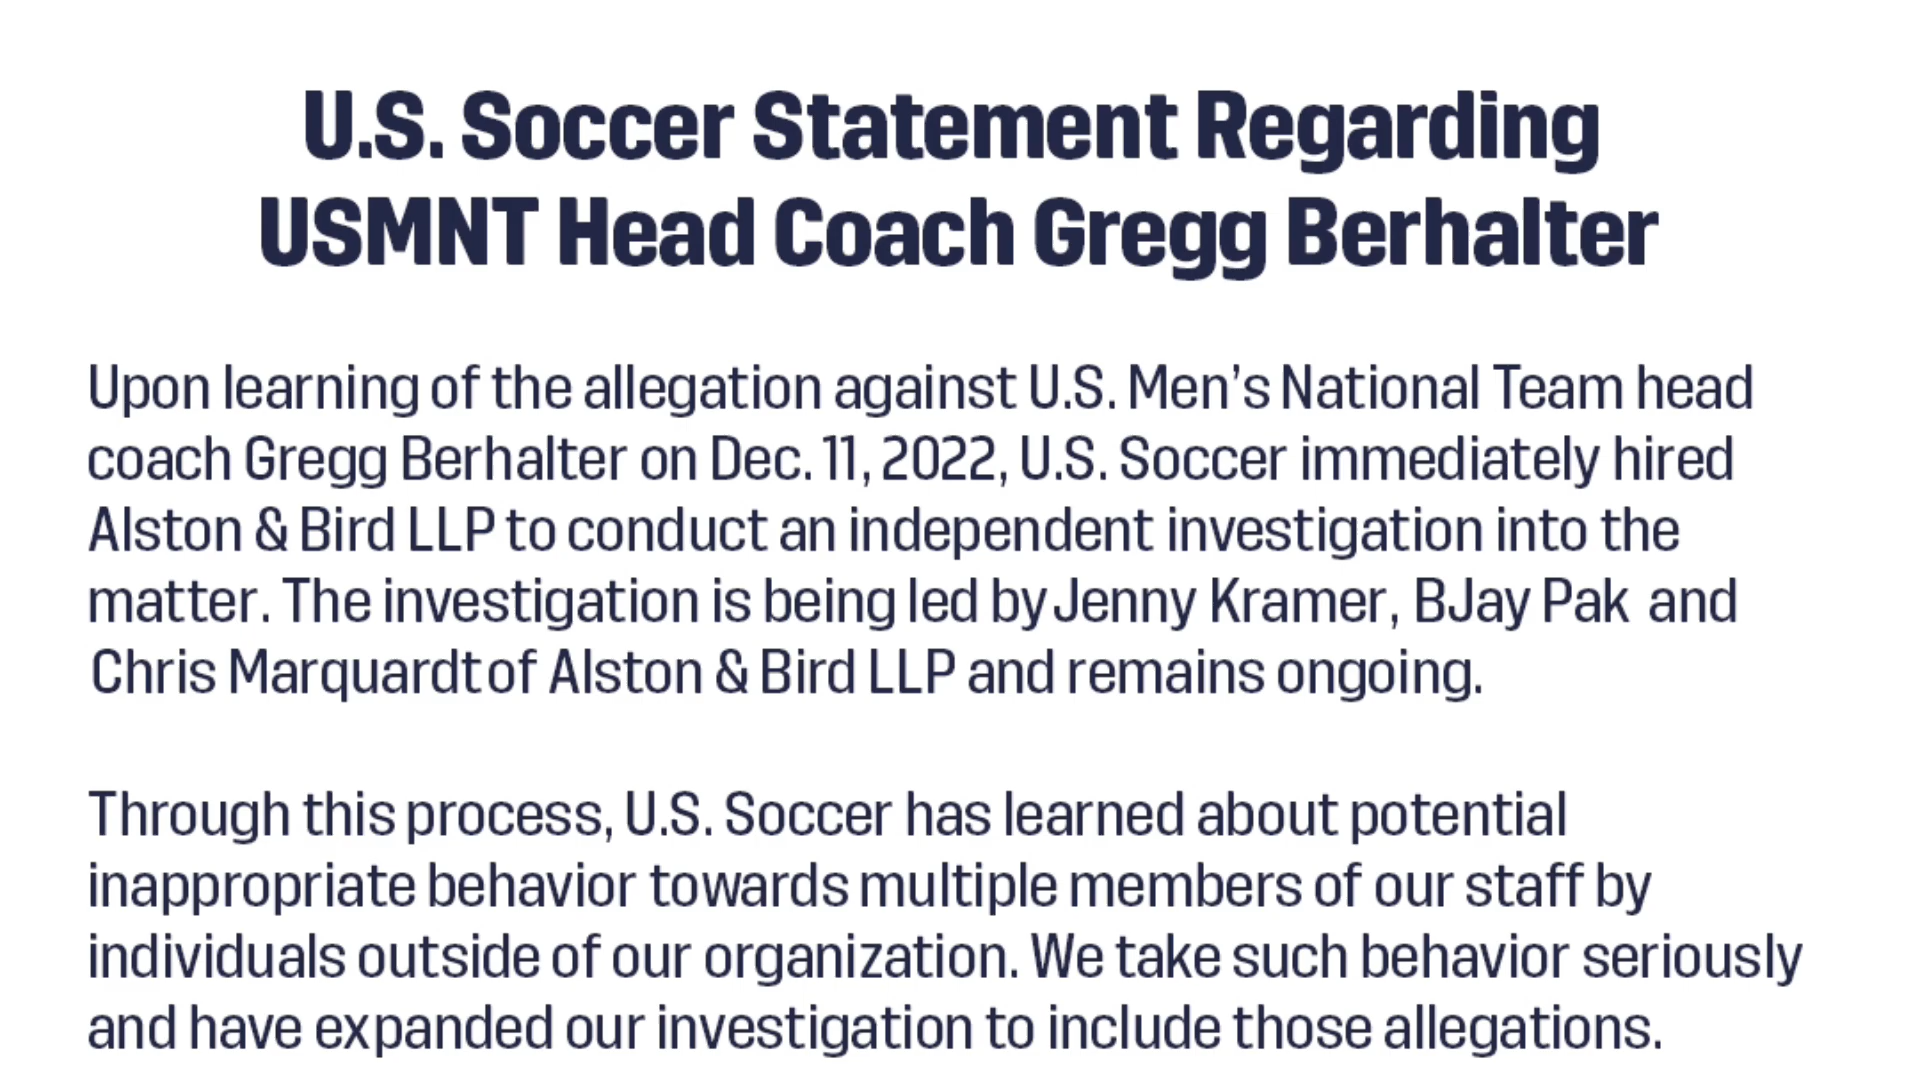 U.S. Soccer Statement Regarding
USMNT Head Coach Gregg Berhalter
Upon learning of the allegation against U.S. Men’s National Team head
coach Gregg Berhalter on Dec. 11, 2022, U.S. Soccer immediately hired
Alston & Bird LLP to conduct an independent investigation into the
matter. The investigation is being led by Jenny Kramer, BJay Pak and
Chris Marquardt of Alston & Bird LLP and remains ongoing.
Through this process, U.S. Soccer has learned about potential
inappropriate behavior towards multiple members of our staff by
individuals outside of our organization. We take such behavior seriously
and have expanded our investigation to include those allegations.